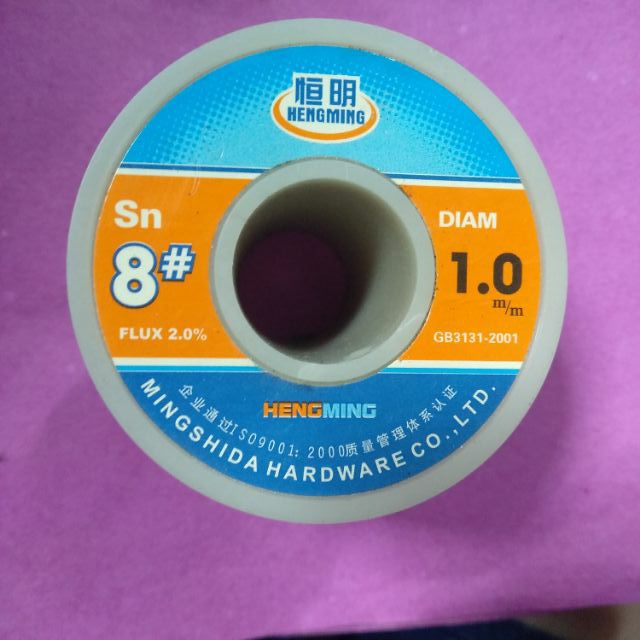 恒明
HENGMING
Sn
8#
FLUX 2.0%
DIAM
1.0
m/m
GB3131-2001
HENGMING
企业通过ISO9001:2000质量管理体系认证
MINGSHIDA HARDWARE CO.,LTD.